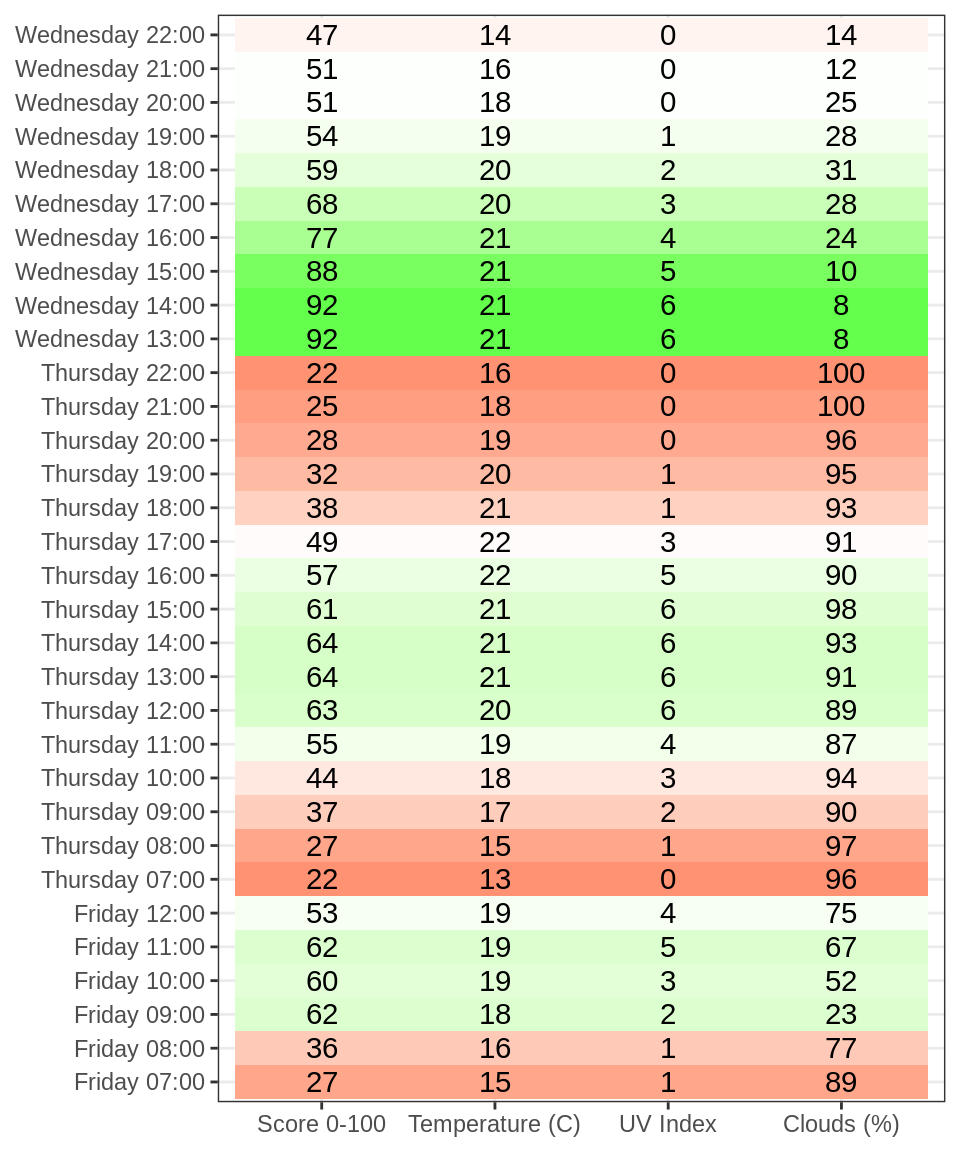 Wednesday 22:00 47 14 0 14
Wednesday 21:00 51 16 0 12
Wednesday 20:00 51 18 0 25
Wednesday 19:00 54 19 1 28
Wednesday 18:00 59 20 2 31
Wednesday 17:00 68 20 3 28
Wednesday 16:00 77 21 4 24
Wednesday 15:00 88 21 5 10
Wednesday 14:00 92 21 6 8
Wednesday 13:00 92 21 6 8
Thursday 22:00 22 16 0 100
Thursday 21:00 25 18 0 100
Thursday 20:00 28 19 0 96
Thursday 19:00 32 20 1 95
Thursday 18:00 38 21 1 93
Thursday 17:00 49 22 3 91
Thursday 16:00 57 22 5 90
Thursday 15:00 61 21 6 98
Thursday 14:00 64 21 6 93
Thursday 13:00 64 21 6 91
Thursday 12:00 63 20 6 89
Thursday 11:00 55 19 4 87
Thursday 10:00 44 18 3 94
Thursday 09:00 37 17 2 90
Thursday 08:00 27 15 1 97
Thursday 07:00 22 13 0 96
Friday 12:00 53 19 4 75
Friday 11:00 62 19 5 67
Friday 10:00 60 19 3 52
Friday 09:00 62 18 2 23
Friday 08:00 36 16 1 77
Friday 07:00 27 15 1 89
Score 0-100 Temperature (C) UV Index Clouds (%)